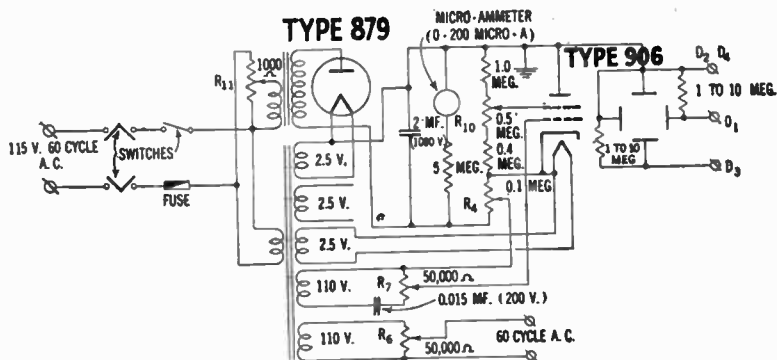 TYPE 879
MICRO-AMMETER
(0-200 MICRO-A)
TYPE 906
D2 D4
1 TO 10 MEG.
D1
D3
1 TO 10
MEG
1000
Ω
R11
115 V. 60 CYCLE
A.C.
SWITCHES
FUSE
2.5 V.
2.5 V.
2.5 V.
110 V.
110 V.
2 MF.
(1000 V)
R10
5
MEG.
1.0
MEG.
0.5
MEG.
0.4
MEG.
0.1 MEG.
R4
R7
50,000 Ω
0.015 MF. (200 V.)
R6
50,000 Ω
60 CYCLE A.C.